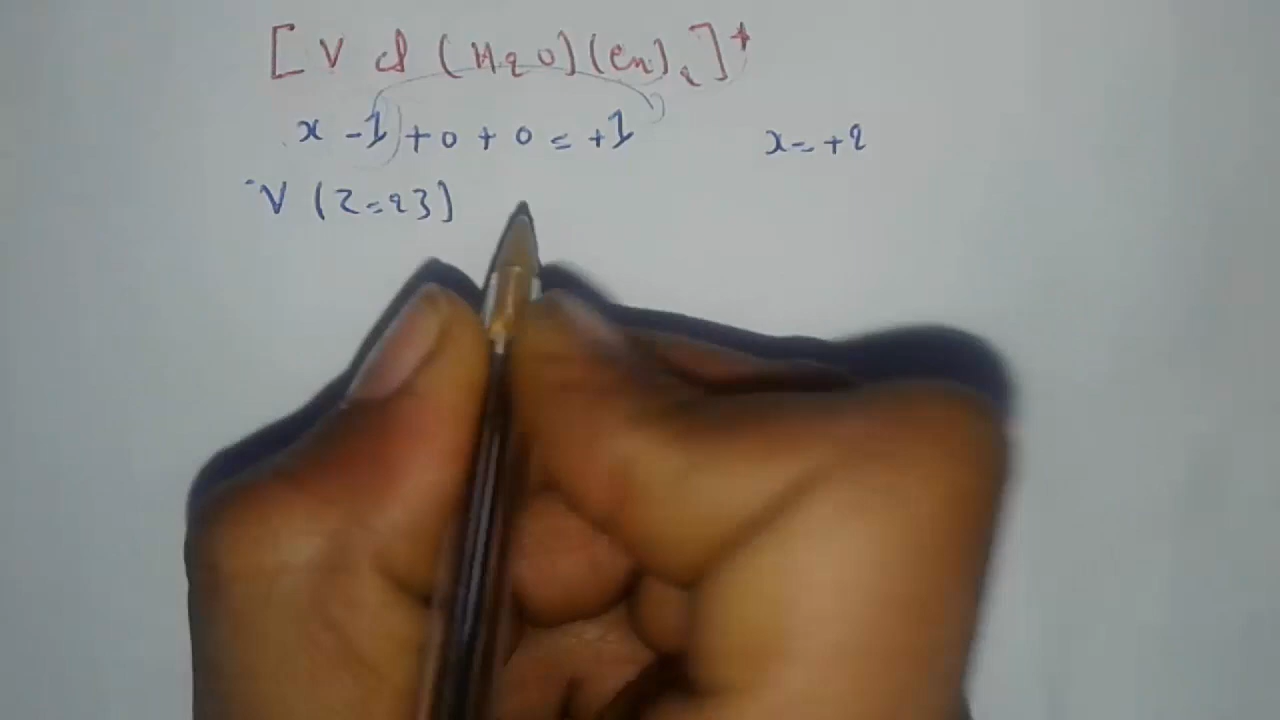 [V Cl (H2O)(en)2]+
x -1 + 0 + 0 = +1 x = +2
V (Z=23)